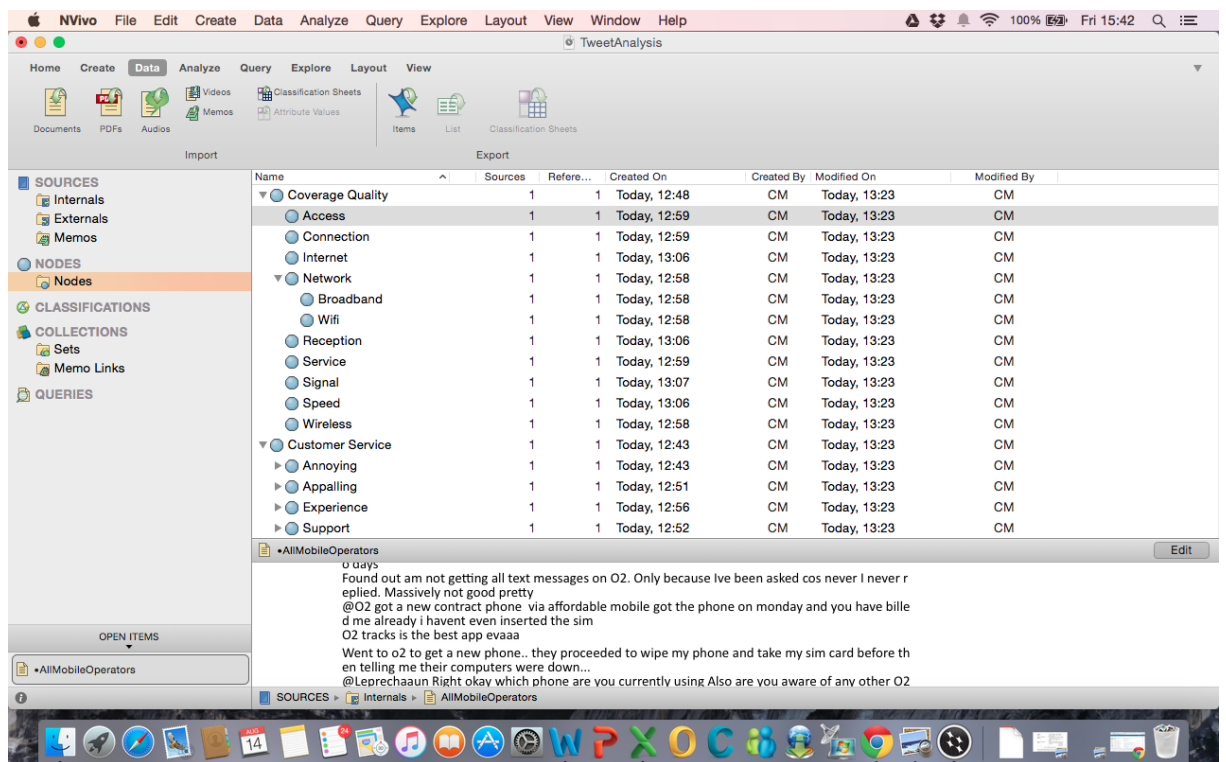 NVivo File Edit Create Data Analyze Query Explore Layout View Window Help 100% Fri 15:42
TweetAnalysis
Home Create Data Analyze Query Explore Layout View
Documents PDFs Audios Videos Memos Classification Sheets Attribute Values Items List Classification Sheets
Import Export
SOURCES
Internals
Externals
Memos
NODES
Nodes
CLASSIFICATIONS
COLLECTIONS
Sets
Memo Links
QUERIES
OPEN ITEMS
•AllMobileOperators
Name Sources Refere... Created On Created By Modified On Modified By
Coverage Quality 1 1 Today, 12:48 CM Today, 13:23 CM
Access 1 1 Today, 12:59 CM Today, 13:23 CM
Connection 1 1 Today, 12:59 CM Today, 13:23 CM
Internet 1 1 Today, 13:06 CM Today, 13:23 CM
Network 1 1 Today, 12:58 CM Today, 13:23 CM
Broadband 1 1 Today, 12:58 CM Today, 13:23 CM
Wifi 1 1 Today, 12:58 CM Today, 13:23 CM
Reception 1 1 Today, 13:06 CM Today, 13:23 CM
Service 1 1 Today, 12:59 CM Today, 13:23 CM
Signal 1 1 Today, 13:07 CM Today, 13:23 CM
Speed 1 1 Today, 13:06 CM Today, 13:23 CM
Wireless 1 1 Today, 12:58 CM Today, 13:23 CM
Customer Service 1 1 Today, 12:43 CM Today, 13:23 CM
Annoying 1 1 Today, 12:43 CM Today, 13:23 CM
Appalling 1 1 Today, 12:51 CM Today, 13:23 CM
Experience 1 1 Today, 12:56 CM Today, 13:23 CM
Support 1 1 Today, 12:52 CM Today, 13:23 CM
•AllMobileOperators Edit
o days
Found out am not getting all text messages on O2. Only because Ive been asked cos never I never r
eplied. Massively not good pretty
@O2 got a new contract phone via affordable mobile got the phone on monday and you have bille
d me already i havent even inserted the sim
O2 tracks is the best app evaaa
Went to o2 to get a new phone.. they proceeded to wipe my phone and take my sim card before th
en telling me their computers were down...
@Leprechaaun Right okay which phone are you currently using Also are you aware of any other O2
SOURCES Internals AllMobileOperators
AUG
14
24